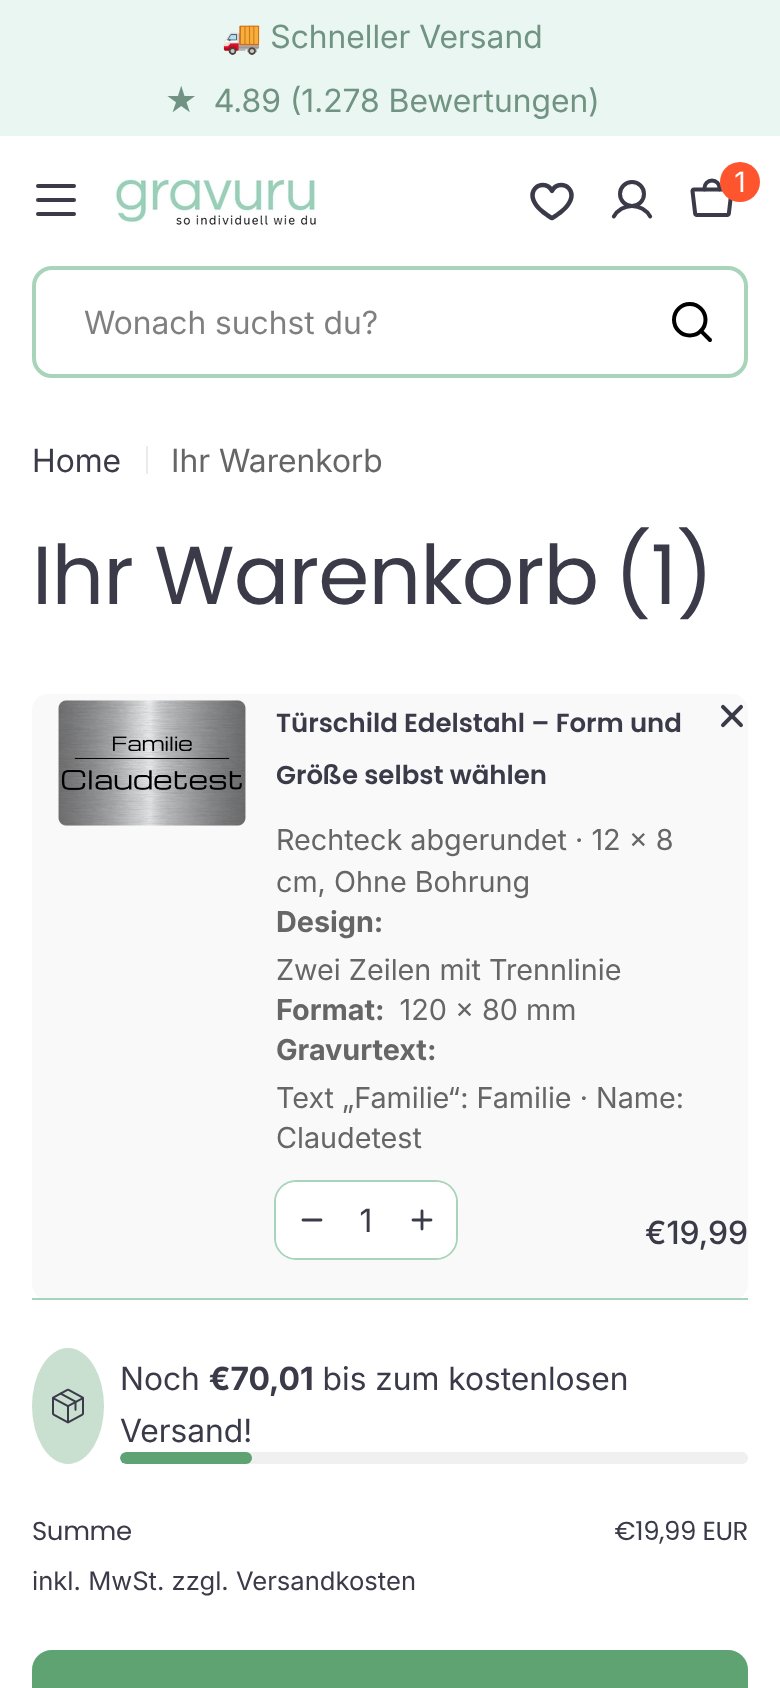 🚚 Schneller Versand
★ 4.89 (1.278 Bewertungen)
gravuru
so individuell wie du
1
Wonach suchst du?
Home
Ihr Warenkorb
Ihr Warenkorb (1)
Familie
Claudetest
Türschild Edelstahl – Form und
Größe selbst wählen
Rechteck abgerundet · 12 × 8
cm, Ohne Bohrung
Design:
Zwei Zeilen mit Trennlinie
Format: 120 × 80 mm
Gravurtext:
Text „Familie“: Familie · Name:
Claudetest
− 1 +
€19,99
Noch €70,01 bis zum kostenlosen
Versand!
Summe €19,99 EUR
inkl. MwSt. zzgl. Versandkosten